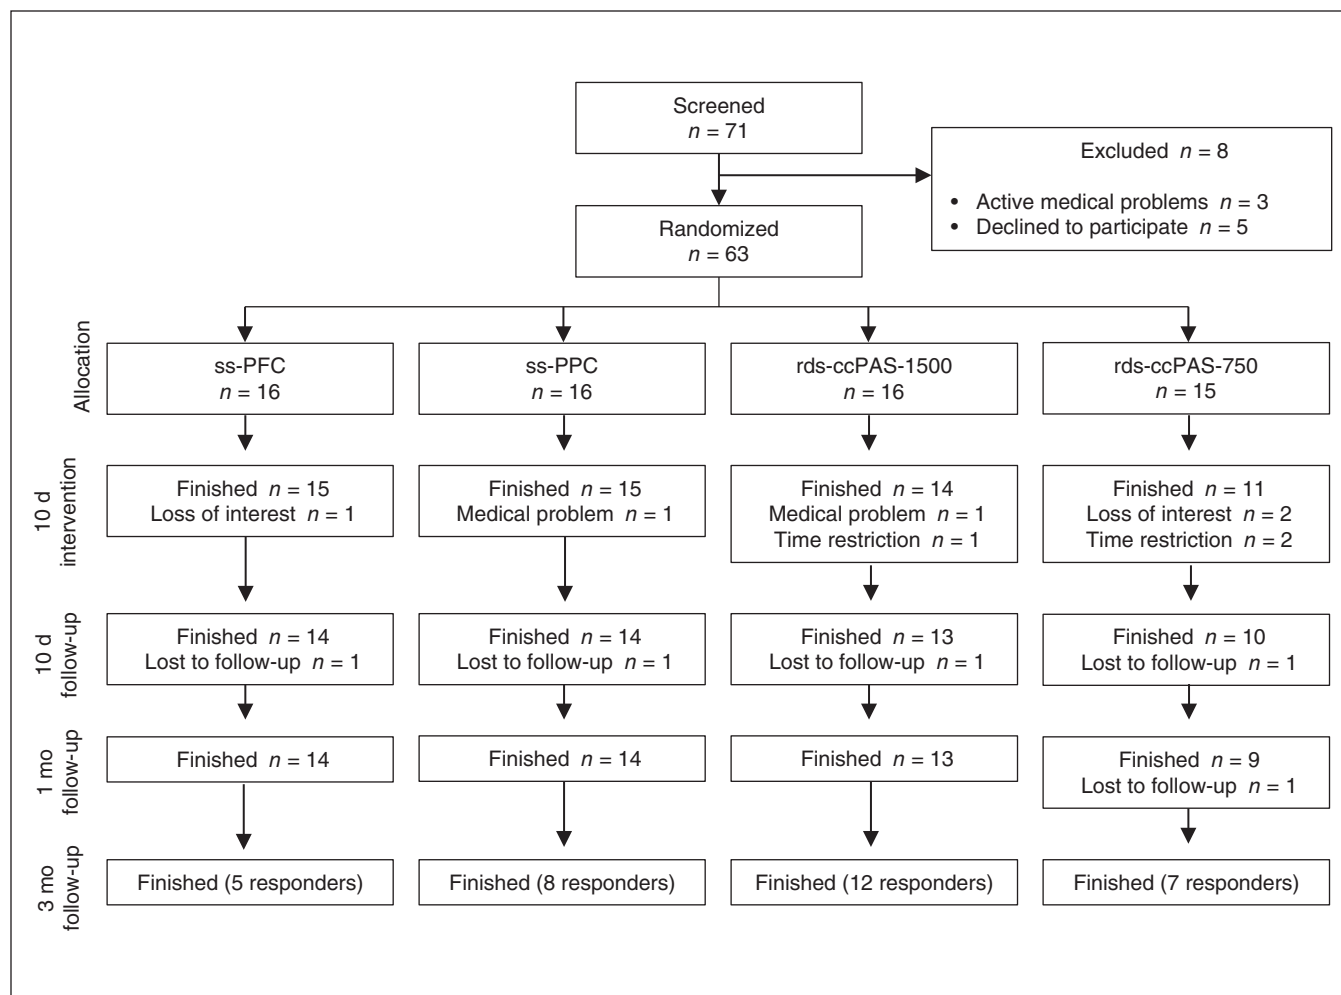 Screened
n = 71
Excluded n = 8
• Active medical problems n = 3
• Declined to participate n = 5
Randomized
n = 63
Allocation
ss-PFC
n = 16
ss-PPC
n = 16
rds-ccPAS-1500
n = 16
rds-ccPAS-750
n = 15
10 d
intervention
Finished n = 15
Loss of interest n = 1
Finished n = 15
Medical problem n = 1
Finished n = 14
Medical problem n = 1
Time restriction n = 1
Finished n = 11
Loss of interest n = 2
Time restriction n = 2
10 d
follow-up
Finished n = 14
Lost to follow-up n = 1
Finished n = 14
Lost to follow-up n = 1
Finished n = 13
Lost to follow-up n = 1
Finished n = 10
Lost to follow-up n = 1
1 mo
follow-up
Finished n = 14
Finished n = 14
Finished n = 13
Finished n = 9
Lost to follow-up n = 1
3 mo
follow-up
Finished (5 responders)
Finished (8 responders)
Finished (12 responders)
Finished (7 responders)